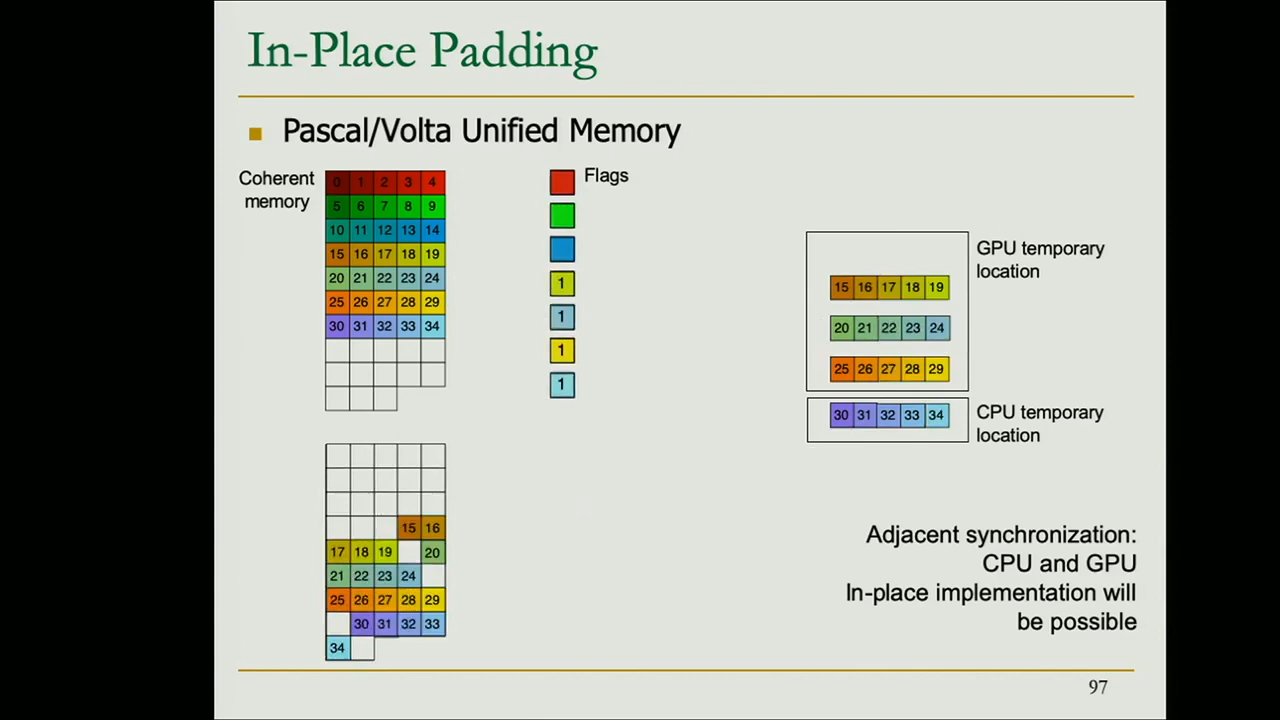 In-Place Padding
Pascal/Volta Unified Memory
Coherent
memory
0 1 2 3 4
5 6 7 8 9
10 11 12 13 14
15 16 17 18 19
20 21 22 23 24
25 26 27 28 29
30 31 32 33 34
Flags
1
1
1
1
GPU temporary
location
15 16 17 18 19
20 21 22 23 24
25 26 27 28 29
30 31 32 33 34
CPU temporary
location
15 16
17 18 19 20
21 22 23 24
25 26 27 28 29
30 31 32 33
34
Adjacent synchronization:
CPU and GPU
In-place implementation will
be possible
97